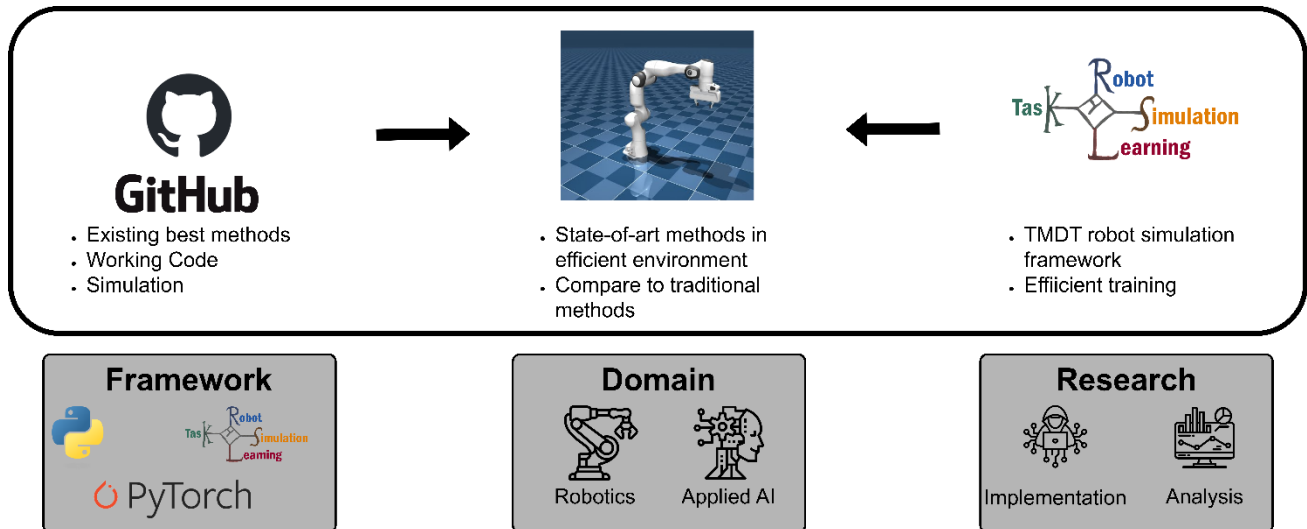 Robot
TasK
Simulation
Learning
GitHub
• Existing best methods
• Working Code
• Simulation
• State-of-art methods in
efficient environment
• Compare to traditional
methods
• TMDT robot simulation
framework
• Effiicient training
Framework
Robot
TasK
Simulation
Learning
PyTorch
Domain
Robotics
Applied AI
Research
Implementation
Analysis